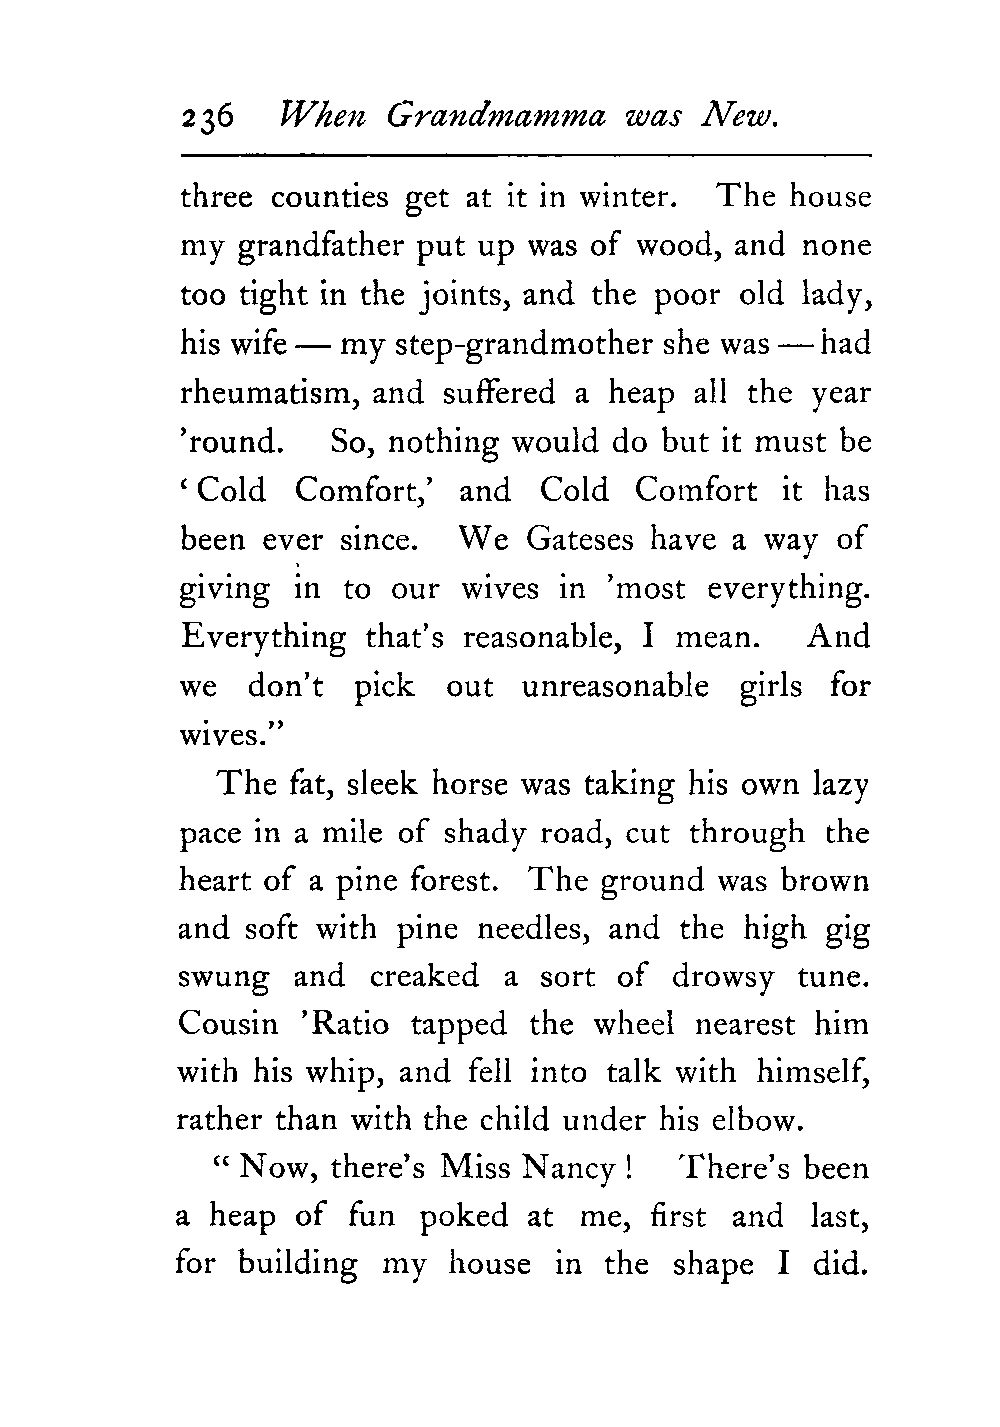 236 When Grandmamma was New.
three counties get at it in winter. The house
my grandfather put up was of wood, and none
too tight in the joints, and the poor old lady,
his wife — my step-grandmother she was — had
rheumatism, and suffered a heap all the year
’round. So, nothing would do but it must be
‘Cold Comfort,’ and Cold Comfort it has
been ever since. We Gateses have a way of
giving in to our wives in ’most everything.
Everything that’s reasonable, I mean. And
we don’t pick out unreasonable girls for
wives.”
The fat, sleek horse was taking his own lazy
pace in a mile of shady road, cut through the
heart of a pine forest. The ground was brown
and soft with pine needles, and the high gig
swung and creaked a sort of drowsy tune.
Cousin ’Ratio tapped the wheel nearest him
with his whip, and fell into talk with himself,
rather than with the child under his elbow.
“Now, there’s Miss Nancy! There’s been
a heap of fun poked at me, first and last,
for building my house in the shape I did.